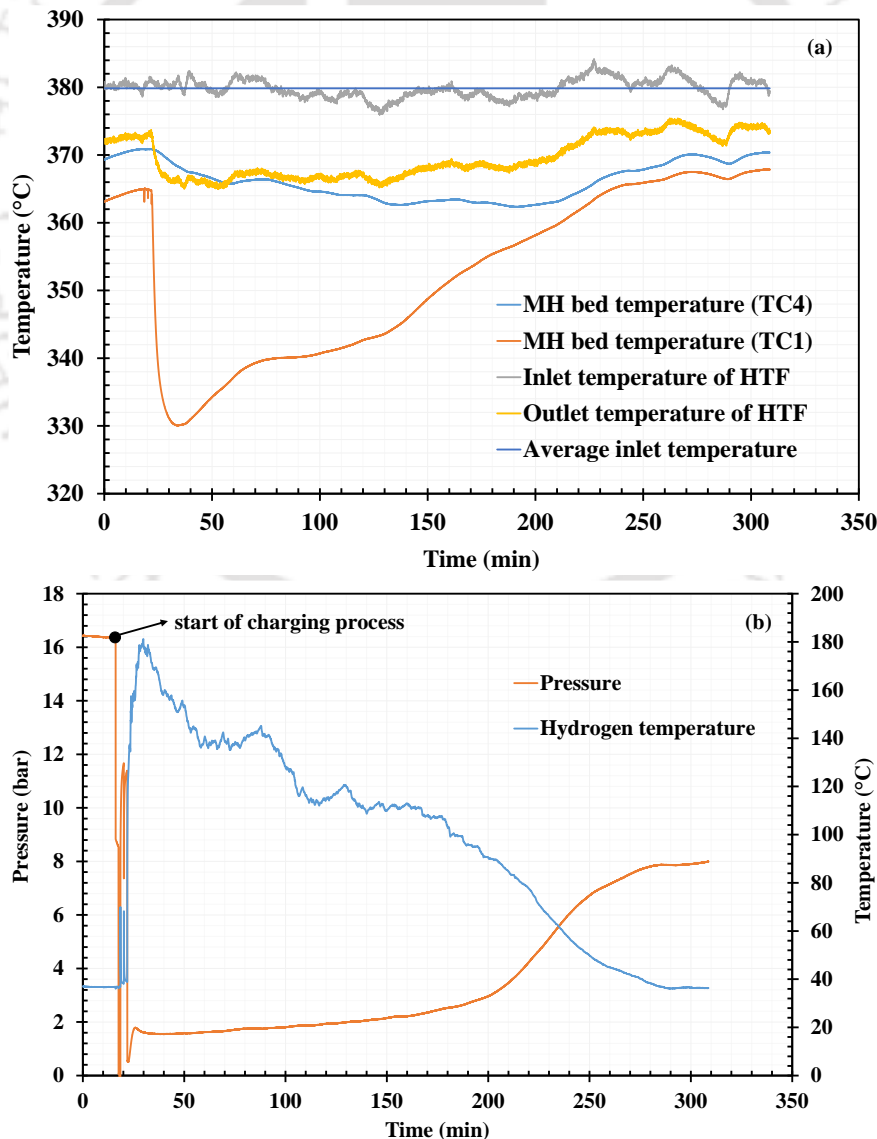 390
(a)
380
370
360
350
340
330
320
Temperature (°C)
MH bed temperature (TC4)
MH bed temperature (TC1)
Inlet temperature of HTF
Outlet temperature of HTF
Average inlet temperature
0 50 100 150 200 250 300 350
Time (min)
18 200
start of charging process (b)
16 180
14 160
12 140
10 120
8 100
6 80
4 60
2 40
0 20
0
Pressure
Hydrogen temperature
Pressure (bar)
Temperature (°C)
0 50 100 150 200 250 300 350
Time (min)